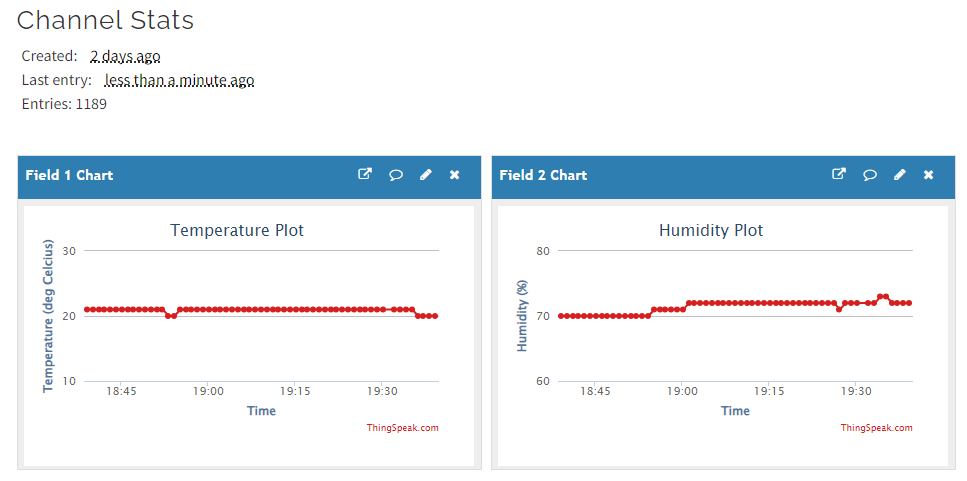 Channel Stats
Created: 2 days ago
Last entry: less than a minute ago
Entries: 1189
Field 1 Chart
Temperature Plot
Temperature (deg Celcius)
30
20
10
18:45 19:00 19:15 19:30
Time
ThingSpeak.com
Field 2 Chart
Humidity Plot
Humidity (%)
80
70
60
18:45 19:00 19:15 19:30
Time
ThingSpeak.com